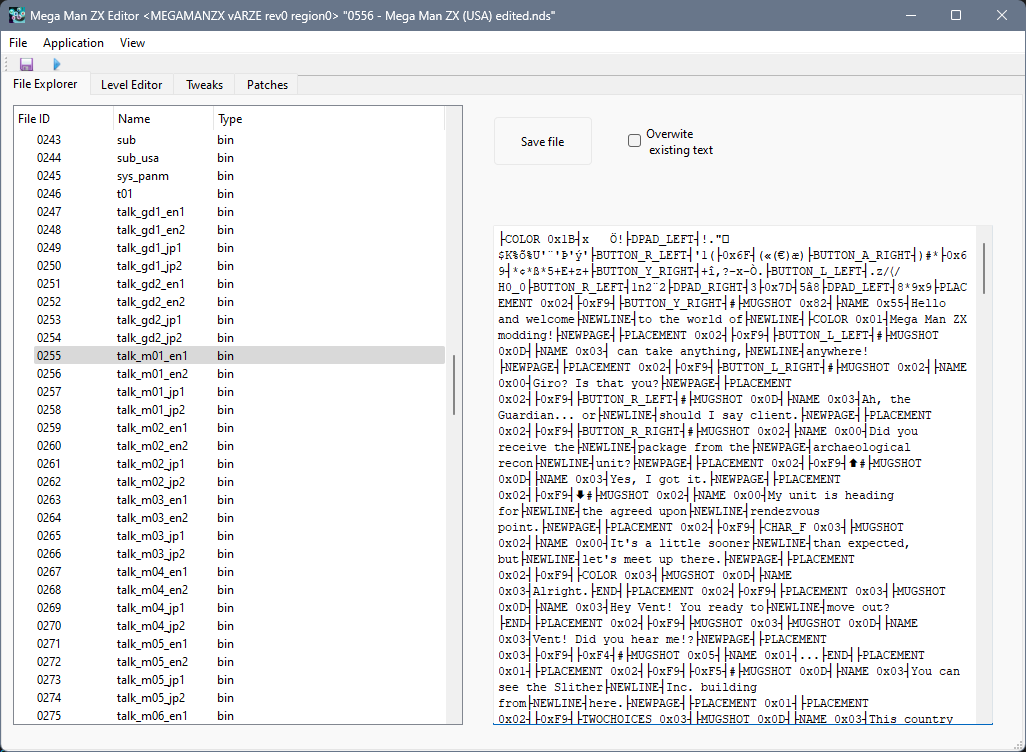 Mega Man ZX Editor <MEGAMANZX vARZE rev0 region0> "0556 - Mega Man ZX (USA) edited.nds"
File Application View
File Explorer Level Editor Tweaks Patches
File ID Name Type
0243 sub bin
0244 sub_usa bin
0245 sys_panm bin
0246 t01 bin
0247 talk_gd1_en1 bin
0248 talk_gd1_en2 bin
0249 talk_gd1_jp1 bin
0250 talk_gd1_jp2 bin
0251 talk_gd2_en1 bin
0252 talk_gd2_en2 bin
0253 talk_gd2_jp1 bin
0254 talk_gd2_jp2 bin
0255 talk_m01_en1 bin
0256 talk_m01_en2 bin
0257 talk_m01_jp1 bin
0258 talk_m01_jp2 bin
0259 talk_m02_en1 bin
0260 talk_m02_en2 bin
0261 talk_m02_jp1 bin
0262 talk_m02_jp2 bin
0263 talk_m03_en1 bin
0264 talk_m03_en2 bin
0265 talk_m03_jp1 bin
0266 talk_m03_jp2 bin
0267 talk_m04_en1 bin
0268 talk_m04_en2 bin
0269 talk_m04_jp1 bin
0270 talk_m04_jp2 bin
0271 talk_m05_en1 bin
0272 talk_m05_en2 bin
0273 talk_m05_jp1 bin
0274 talk_m05_jp2 bin
0275 talk_m06_en1 bin
Save file
Overwite
existing text
├COLOR 0x1B┤x Ö!├DPAD_LEFT┤!."□
$K%õ%U'¨'Þ'ý'├BUTTON_R_LEFT┤'l(├0x6F┤(«(€)æ)├BUTTON_A_RIGHT┤)#*├0x6
9┤*¢*ß*5+E+z+├BUTTON_Y_RIGHT┤+î,?-x-Ò.├BUTTON_L_LEFT┤.z/(/
H0_0├BUTTON_R_LEFT┤1n2¨2├DPAD_RIGHT┤3├0x7D┤5â8├DPAD_LEFT┤8*9x9├PLAC
EMENT 0x02┤├0xF9┤├BUTTON_Y_RIGHT┤#├MUGSHOT 0x82┤├NAME 0x55┤Hello
and welcome├NEWLINE┤to the world of├NEWLINE┤├COLOR 0x01┤Mega Man ZX
modding!├NEWPAGE┤├PLACEMENT 0x02┤├0xF9┤├BUTTON_L_LEFT┤#├MUGSHOT
0x0D┤├NAME 0x03┤ can take anything,├NEWLINE┤anywhere!
├NEWPAGE┤├PLACEMENT 0x02┤├0xF9┤├BUTTON_L_RIGHT┤#├MUGSHOT 0x02┤├NAME
0x00┤Giro? Is that you?├NEWPAGE┤├PLACEMENT
0x02┤├0xF9┤├BUTTON_R_LEFT┤#├MUGSHOT 0x0D┤├NAME 0x03┤Ah, the
Guardian... or├NEWLINE┤should I say client.├NEWPAGE┤├PLACEMENT
0x02┤├0xF9┤├BUTTON_R_RIGHT┤#├MUGSHOT 0x02┤├NAME 0x00┤Did you
receive the├NEWLINE┤package from the├NEWPAGE┤archaeological
recon├NEWLINE┤unit?├NEWPAGE┤├PLACEMENT 0x02┤├0xF9┤🡅#├MUGSHOT
0x0D┤├NAME 0x03┤Yes, I got it.├NEWPAGE┤├PLACEMENT
0x02┤├0xF9┤🡇#├MUGSHOT 0x02┤├NAME 0x00┤My unit is heading
for├NEWLINE┤the agreed upon├NEWLINE┤rendezvous
point.├NEWPAGE┤├PLACEMENT 0x02┤├0xF9┤├CHAR_F 0x03┤├MUGSHOT
0x02┤├NAME 0x00┤It's a little sooner├NEWLINE┤than expected,
but├NEWLINE┤let's meet up there.├NEWPAGE┤├PLACEMENT
0x02┤├0xF9┤├COLOR 0x03┤├MUGSHOT 0x0D┤├NAME
0x03┤Alright.├END┤├PLACEMENT 0x02┤├0xF9┤├PLACEMENT 0x03┤├MUGSHOT
0x0D┤├NAME 0x03┤Hey Vent! You ready to├NEWLINE┤move out?
├END┤├PLACEMENT 0x02┤├0xF9┤├MUGSHOT 0x03┤├MUGSHOT 0x0D┤├NAME
0x03┤Vent! Did you hear me!?├NEWPAGE┤├PLACEMENT
0x03┤├0xF9┤├0xF4┤#├MUGSHOT 0x05┤├NAME 0x01┤...├END┤├PLACEMENT
0x01┤├PLACEMENT 0x02┤├0xF9┤├0xF5┤#├MUGSHOT 0x0D┤├NAME 0x03┤You can
see the Slither├NEWLINE┤Inc. building
from├NEWLINE┤here.├NEWPAGE┤├PLACEMENT 0x01┤├PLACEMENT
0x02┤├0xF9┤├TWOCHOICES 0x03┤├MUGSHOT 0x0D┤├NAME 0x03┤This country